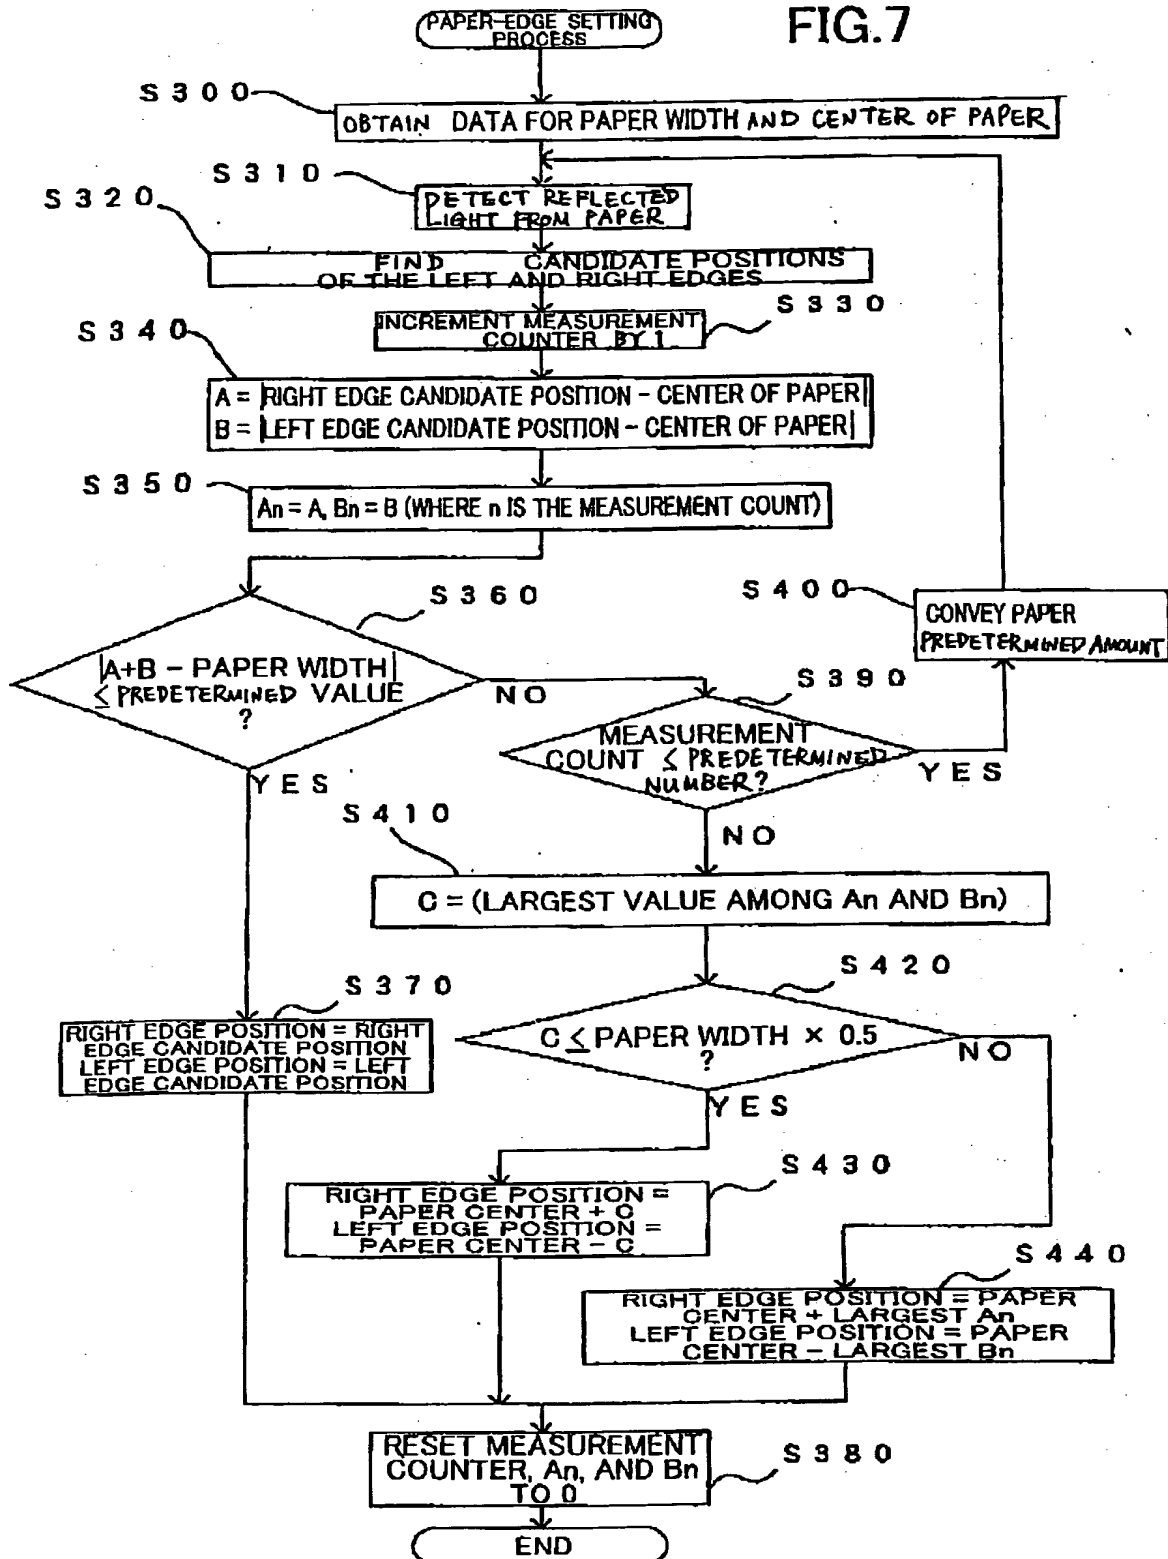 FIG.7
PAPER-EDGE SETTING
PROCESS
S300
OBTAIN DATA FOR PAPER WIDTH AND CENTER OF PAPER
S310
DETECT REFLECTED
LIGHT FROM PAPER
S320
FIND CANDIDATE POSITIONS
OF THE LEFT AND RIGHT EDGES
S330
INCREMENT MEASUREMENT
COUNTER BY 1
S340
A = |RIGHT EDGE CANDIDATE POSITION - CENTER OF PAPER|
B = |LEFT EDGE CANDIDATE POSITION - CENTER OF PAPER|
S350
An = A, Bn = B (WHERE n IS THE MEASUREMENT COUNT)
S360
|A+B - PAPER WIDTH|
≤ PREDETERMINED VALUE
?
NO
YES
S390
MEASUREMENT
COUNT ≤ PREDETERMINED
NUMBER?
YES
NO
S400
CONVEY PAPER
PREDETERMINED AMOUNT
S410
C = (LARGEST VALUE AMONG An AND Bn)
S420
C ≤ PAPER WIDTH × 0.5
?
NO
YES
S370
RIGHT EDGE POSITION = RIGHT
EDGE CANDIDATE POSITION
LEFT EDGE POSITION = LEFT
EDGE CANDIDATE POSITION
S430
RIGHT EDGE POSITION =
PAPER CENTER + C
LEFT EDGE POSITION =
PAPER CENTER - C
S440
RIGHT EDGE POSITION = PAPER
CENTER + LARGEST An
LEFT EDGE POSITION = PAPER
CENTER - LARGEST Bn
S380
RESET MEASUREMENT
COUNTER, An, AND Bn
TO 0
END